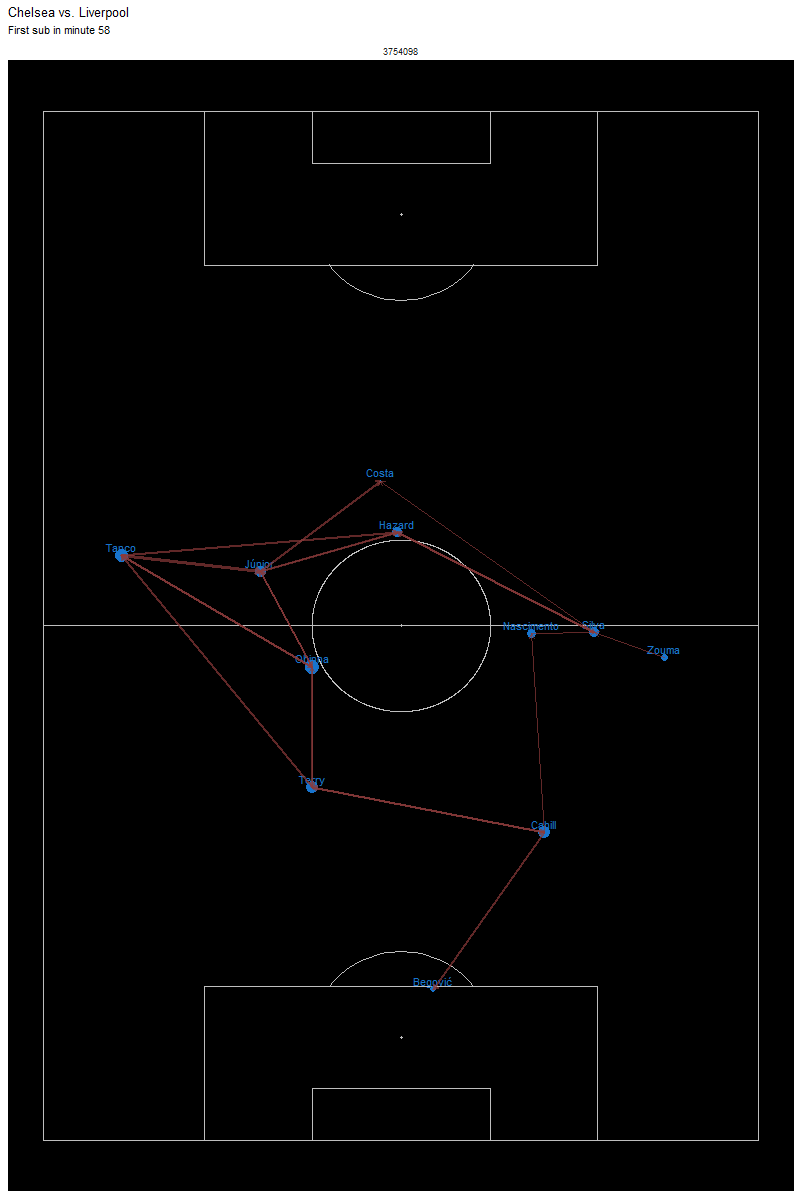 Chelsea vs. Liverpool
First sub in minute 58
3754098
Costa
Hazard
Tanco
Júnior
Nascimento
Silva
Zouma
Obinna
Terry
Cahill
Begović